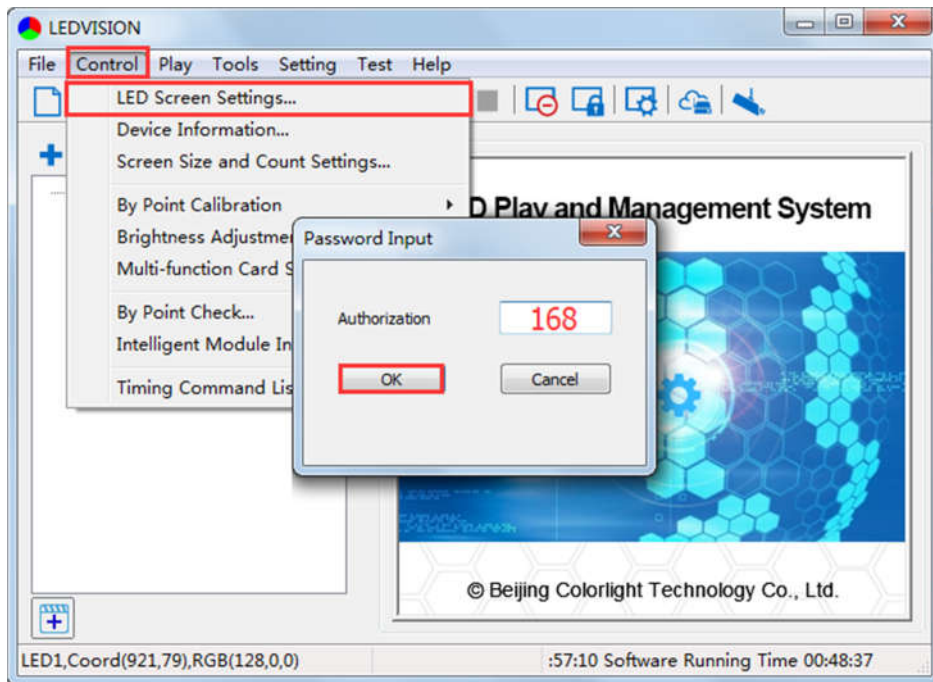 LEDVISION
File Control Play Tools Setting Test Help
LED Screen Settings...
Device Information...
Screen Size and Count Settings...
By Point Calibration
Brightness Adjustme
Multi-function Card S
By Point Check...
Intelligent Module In
Timing Command Lis
D Play and Management System
Password Input
Authorization 168
OK Cancel
© Beijing Colorlight Technology Co., Ltd.
LED1,Coord(921,79),RGB(128,0,0) :57:10 Software Running Time 00:48:37